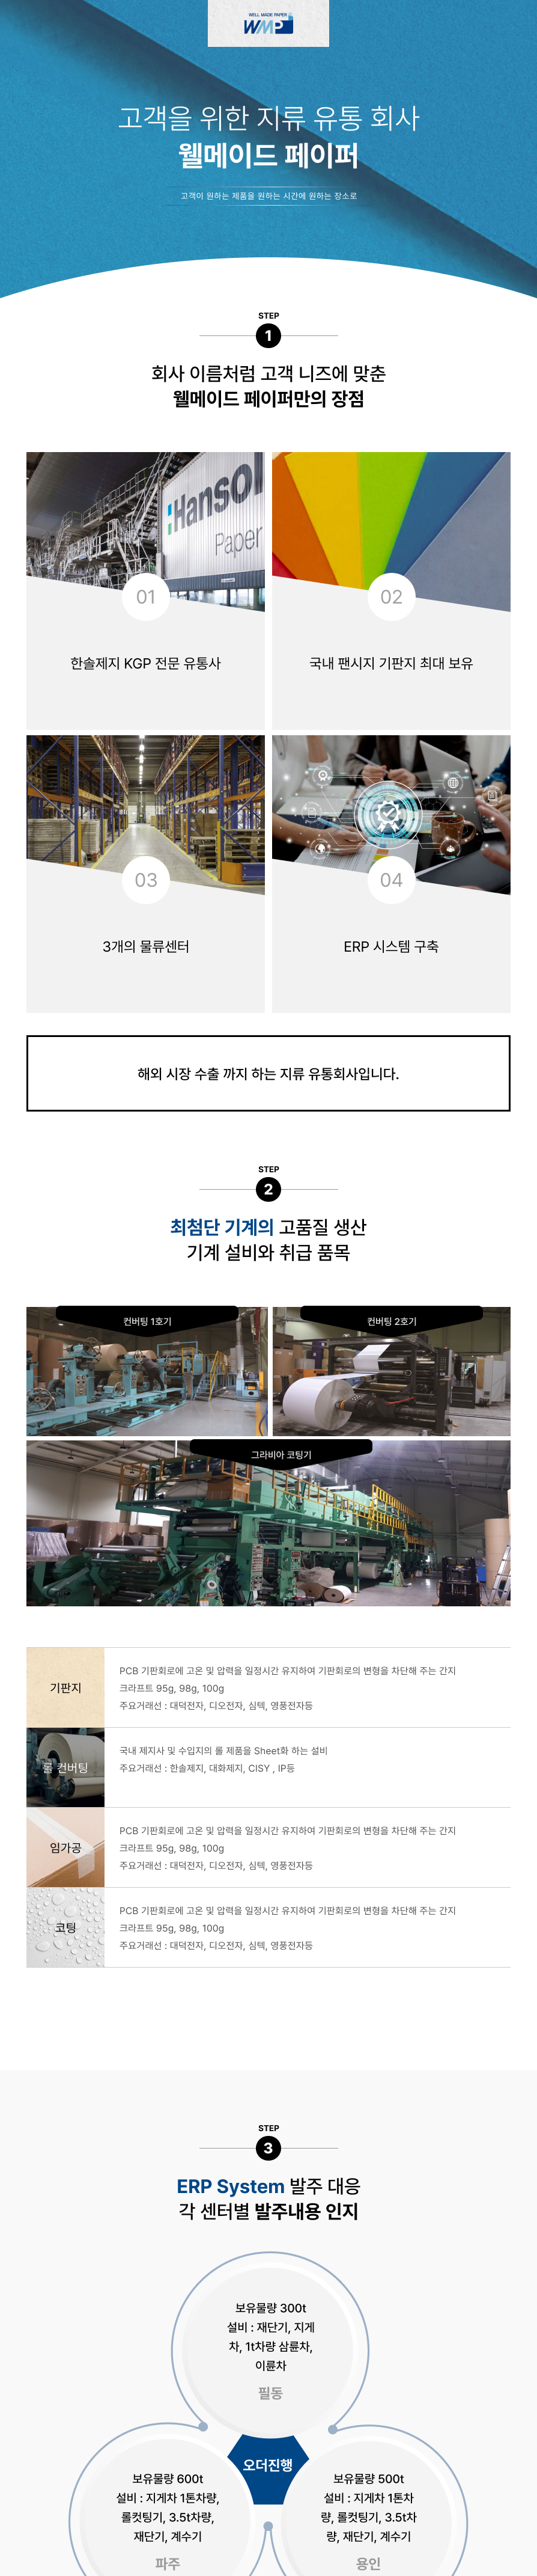 WELL MADE PAPER
WMP
고객을 위한 지류 유통 회사
웰메이드 페이퍼
고객이 원하는 제품을 원하는 시간에 원하는 장소로
STEP
1
회사 이름처럼 고객 니즈에 맞춘
웰메이드 페이퍼만의 장점
Hansol
Paper
01
한솔제지 KGP 전문 유통사
02
국내 팬시지 기판지 최대 보유
03
3개의 물류센터
04
ERP 시스템 구축
해외 시장 수출 까지 하는 지류 유통회사입니다.
STEP
2
최첨단 기계의 고품질 생산
기계 설비와 취급 품목
컨버팅 1호기
컨버팅 2호기
그라비아 코팅기
기판지
PCB 기판회로에 고온 및 압력을 일정시간 유지하여 기판회로의 변형을 차단해 주는 간지
크라프트 95g, 98g, 100g
주요거래선 : 대덕전자, 디오전자, 심텍, 영풍전자등
롤 컨버팅
국내 제지사 및 수입지의 롤 제품을 Sheet화 하는 설비
주요거래선 : 한솔제지, 대화제지, CISY , IP등
임가공
PCB 기판회로에 고온 및 압력을 일정시간 유지하여 기판회로의 변형을 차단해 주는 간지
크라프트 95g, 98g, 100g
주요거래선 : 대덕전자, 디오전자, 심텍, 영풍전자등
코팅
PCB 기판회로에 고온 및 압력을 일정시간 유지하여 기판회로의 변형을 차단해 주는 간지
크라프트 95g, 98g, 100g
주요거래선 : 대덕전자, 디오전자, 심텍, 영풍전자등
STEP
3
ERP System 발주 대응
각 센터별 발주내용 인지
보유물량 300t
설비 : 재단기, 지게
차, 1t차량 삼륜차,
이륜차
필동
오더진행
보유물량 600t
설비 : 지게차 1톤차량,
롤컷팅기, 3.5t차량,
재단기, 계수기
파주
보유물량 500t
설비 : 지게차 1톤차
량, 롤컷팅기, 3.5t차
량, 재단기, 계수기
용인